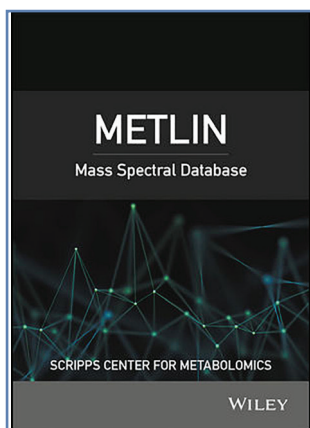 METLIN
Mass Spectral Database
SCRIPPS CENTER FOR METABOLOMICS
WILEY